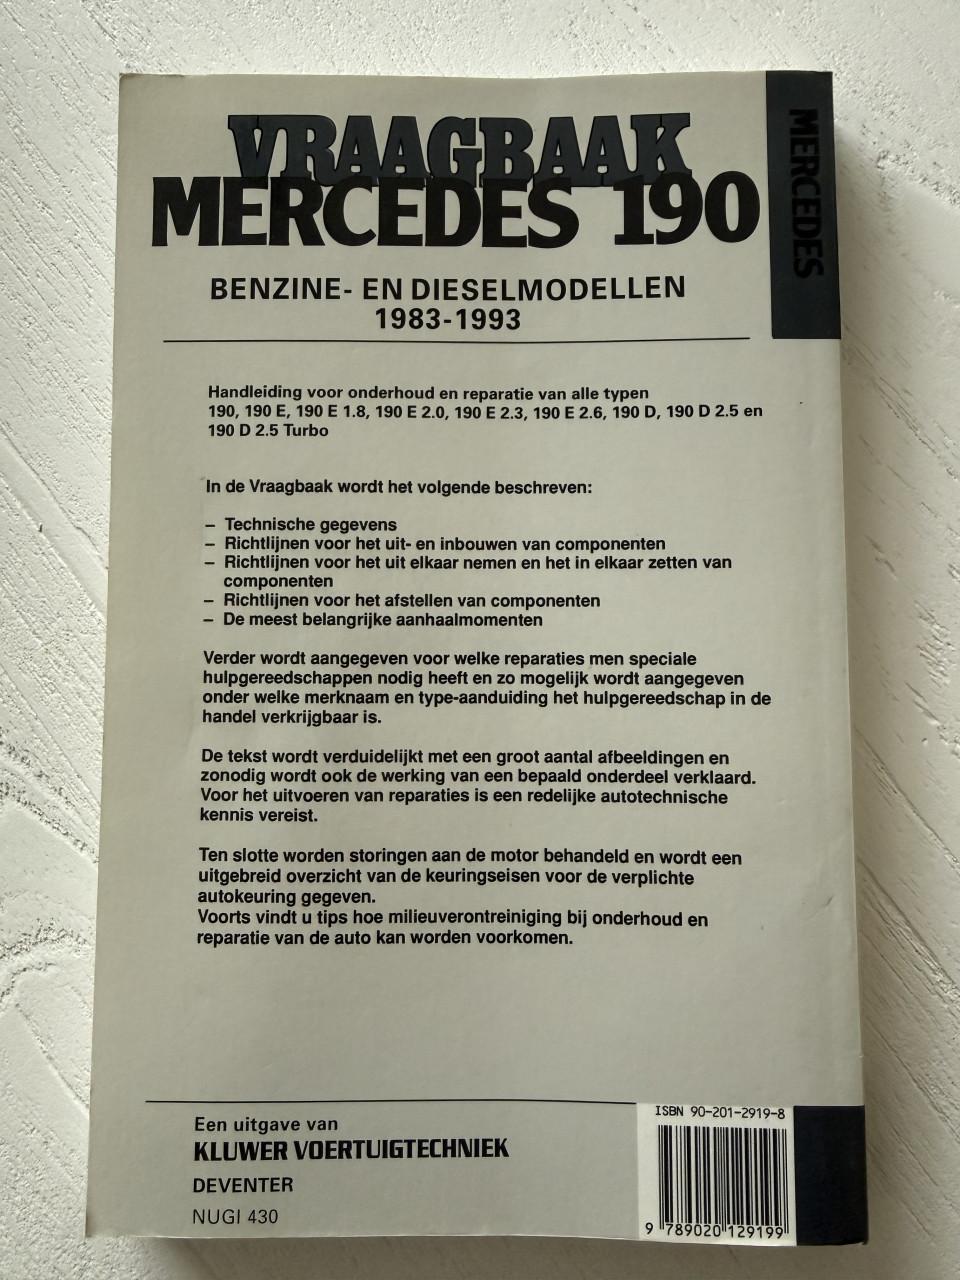 VRAAGBAAK
MERCEDES 190
BENZINE- EN DIESELMODELLEN
1983-1993
MERCEDES
Handleiding voor onderhoud en reparatie van alle typen
190, 190 E, 190 E 1.8, 190 E 2.0, 190 E 2.3, 190 E 2.6, 190 D, 190 D 2.5 en
190 D 2.5 Turbo
In de Vraagbaak wordt het volgende beschreven:
– Technische gegevens
– Richtlijnen voor het uit- en inbouwen van componenten
– Richtlijnen voor het uit elkaar nemen en het in elkaar zetten van
componenten
– Richtlijnen voor het afstellen van componenten
– De meest belangrijke aanhaalmomenten
Verder wordt aangegeven voor welke reparaties men speciale
hulpgereedschappen nodig heeft en zo mogelijk wordt aangegeven
onder welke merknaam en type-aanduiding het hulpgereedschap in de
handel verkrijgbaar is.
De tekst wordt verduidelijkt met een groot aantal afbeeldingen en
zonodig wordt ook de werking van een bepaald onderdeel verklaard.
Voor het uitvoeren van reparaties is een redelijke autotechnische
kennis vereist.
Ten slotte worden storingen aan de motor behandeld en wordt een
uitgebreid overzicht van de keuringseisen voor de verplichte
autokeuring gegeven.
Voorts vindt u tips hoe milieuverontreiniging bij onderhoud en
reparatie van de auto kan worden voorkomen.
Een uitgave van
KLUWER VOERTUIGTECHNIEK
DEVENTER
NUGI 430
ISBN 90-201-2919-8
9 789020 129199